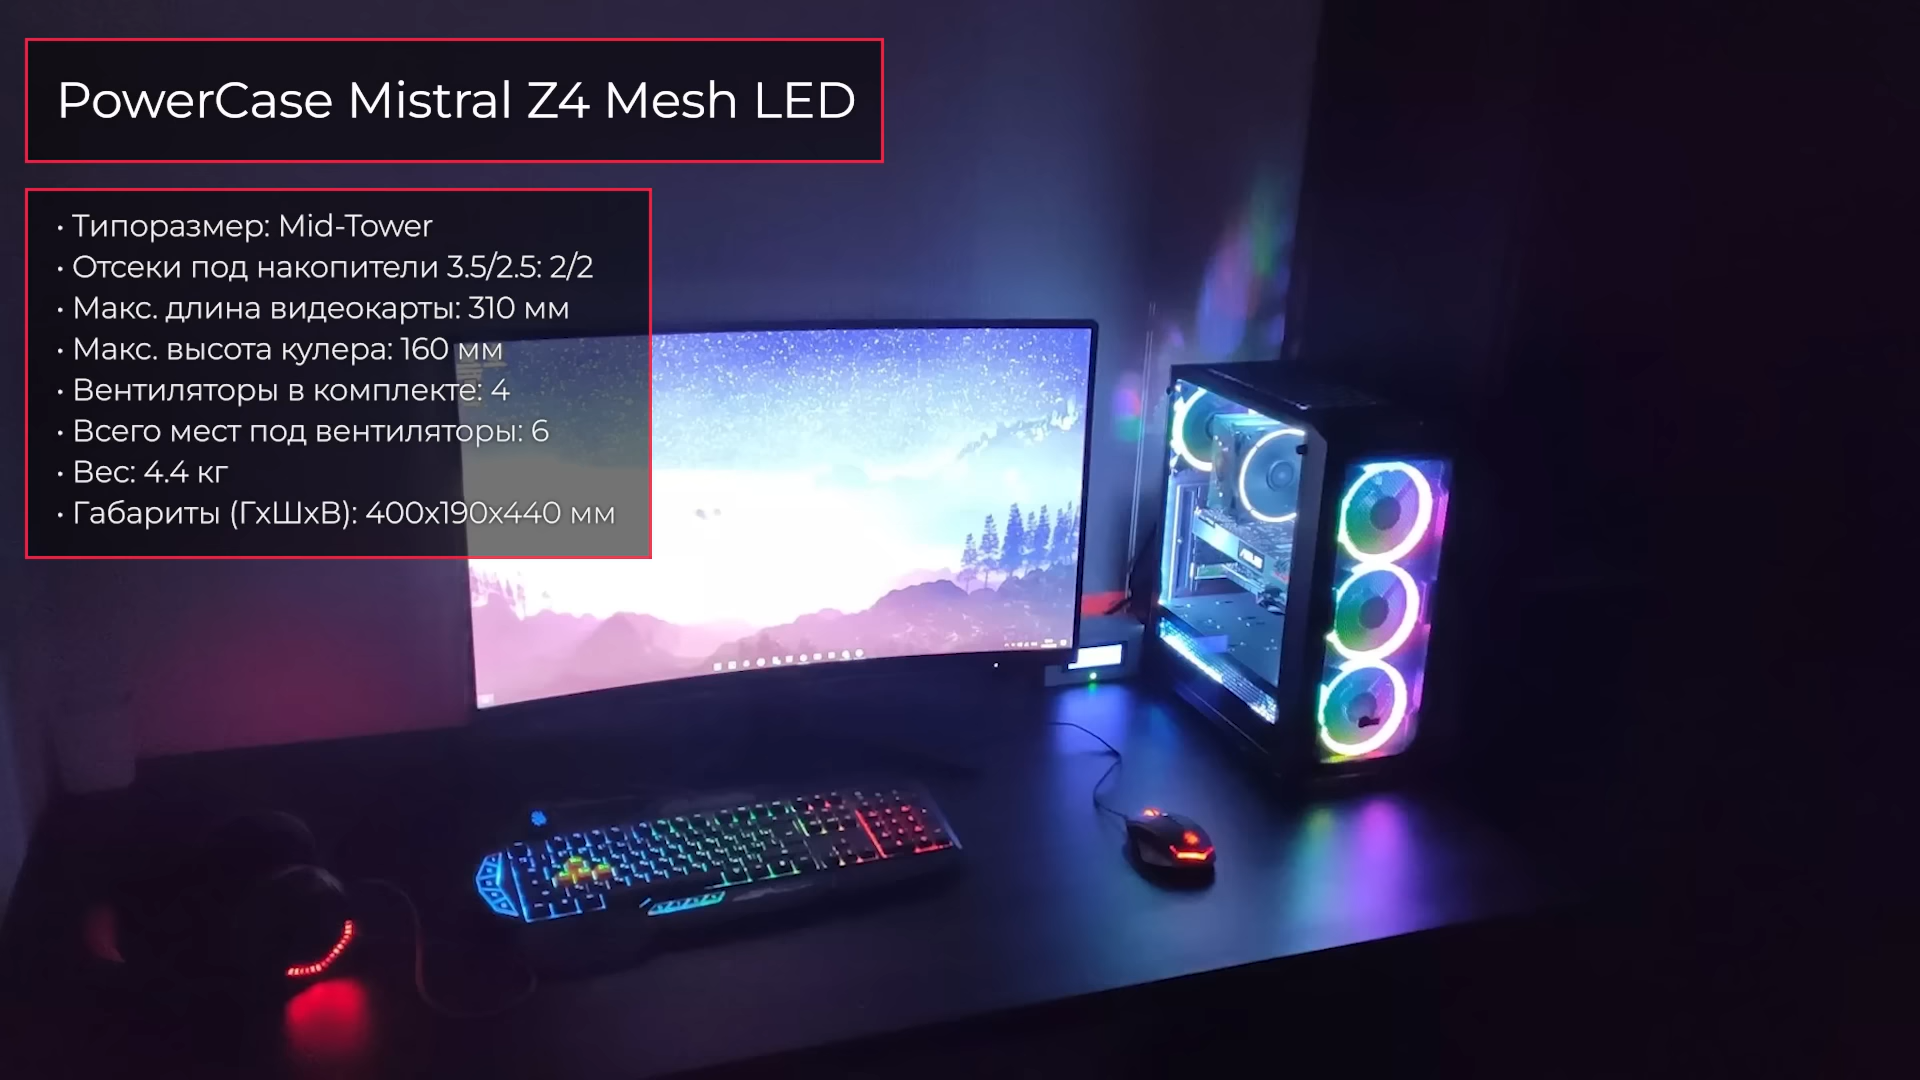 PowerCase Mistral Z4 Mesh LED
• Типоразмер: Mid-Tower
• Отсеки под накопители 3.5/2.5: 2/2
• Макс. длина видеокарты: 310 мм
• Макс. высота кулера: 160 мм
• Вентиляторы в комплекте: 4
• Всего мест под вентиляторы: 6
• Вес: 4.4 кг
• Габариты (ГхШхВ): 400х190х440 мм